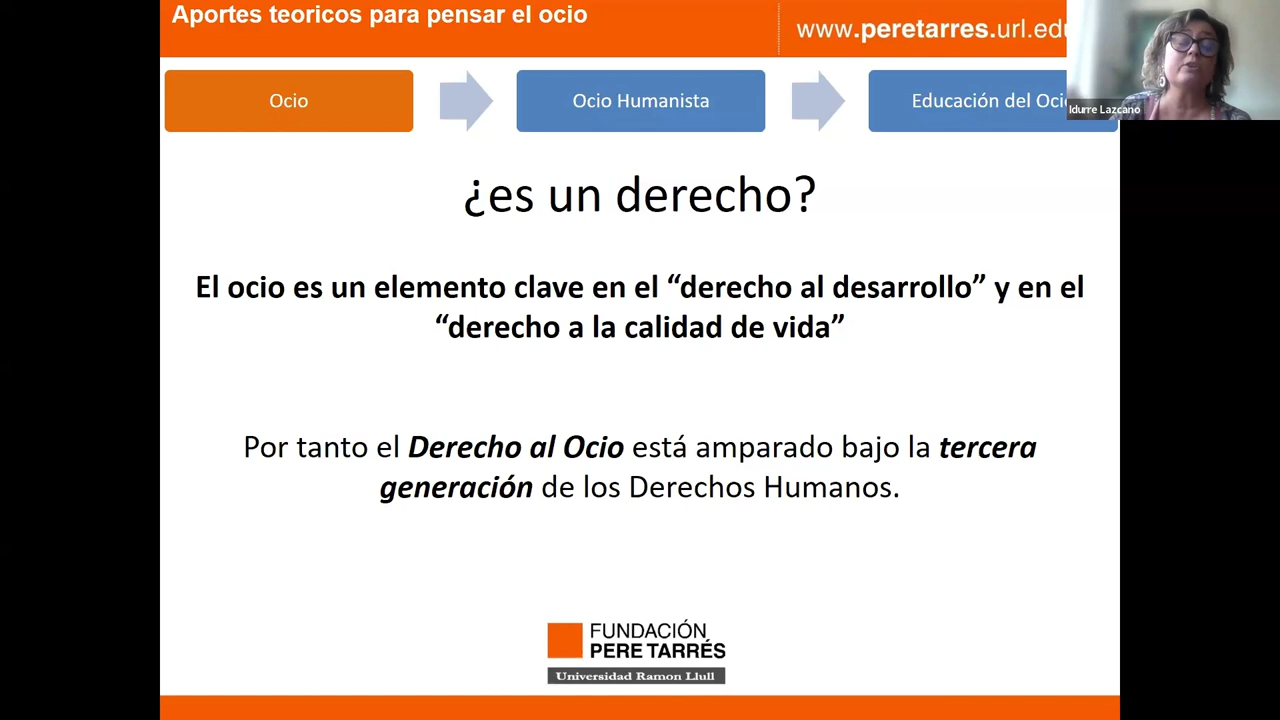 Aportes teoricos para pensar el ocio
www.peretarres.url.edu
Ocio
Ocio Humanista
Educación del Ocio
Idurre Lazcano
¿es un derecho?
El ocio es un elemento clave en el “derecho al desarrollo” y en el
“derecho a la calidad de vida”
Por tanto el Derecho al Ocio está amparado bajo la tercera
generación de los Derechos Humanos.
FUNDACIÓN
PERE TARRÉS
Universidad Ramon Llull